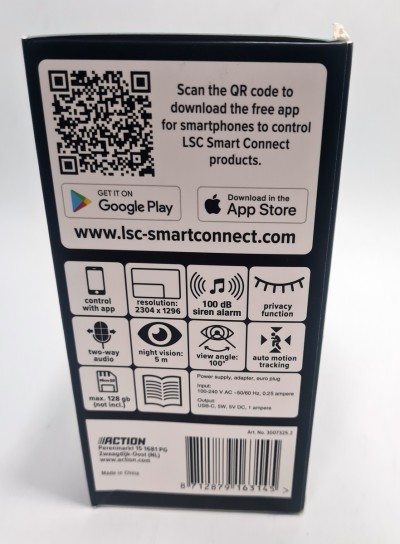 Scan the QR code to
download the free app
for smartphones to control
LSC Smart Connect
products.
GET IT ON
Google Play
Download in the
App Store
www.lsc-smartconnect.com
control
with app
resolution:
2304 x 1296
100 dB
siren alarm
privacy
function
two-way
audio
night vision:
5 m
view angle:
100°
auto motion
tracking
max. 128 gb
(not incl.)
Power supply, adapter, euro plug
Input:
100-240 V AC ~50/60 Hz, 0.25 ampere
Output:
USB-C, 5W, 5V DC, 1 ampere
ACTION
Perenmarkt 15 1681 PG
Zwaagdijk-Oost (NL)
www.action.com
Made in China
Art. No. 3007325.2
8 712879 163145 >